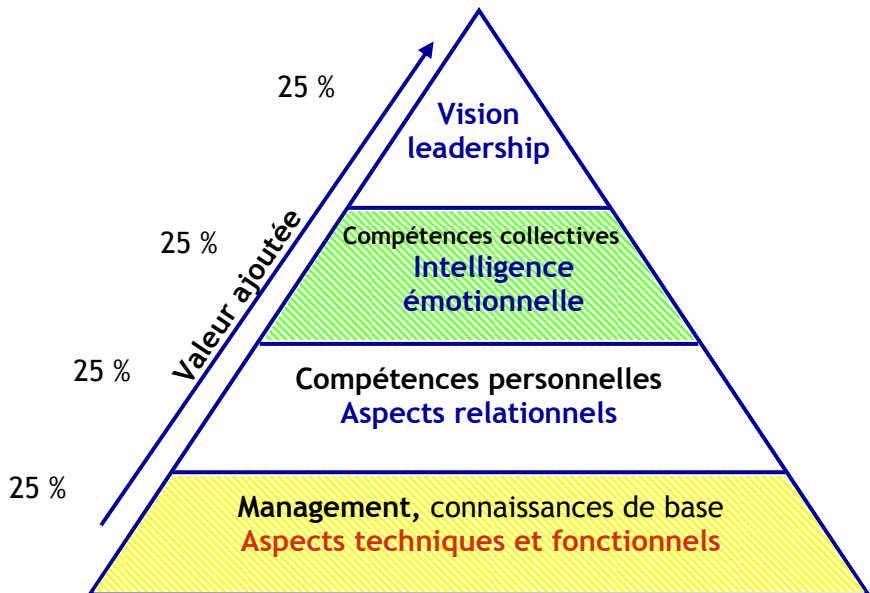 25 %
Vision
leadership
25 %
Valeur ajoutée
Compétences collectives
Intelligence
émotionnelle
25 %
Compétences personnelles
Aspects relationnels
25 %
Management, connaissances de base
Aspects techniques et fonctionnels